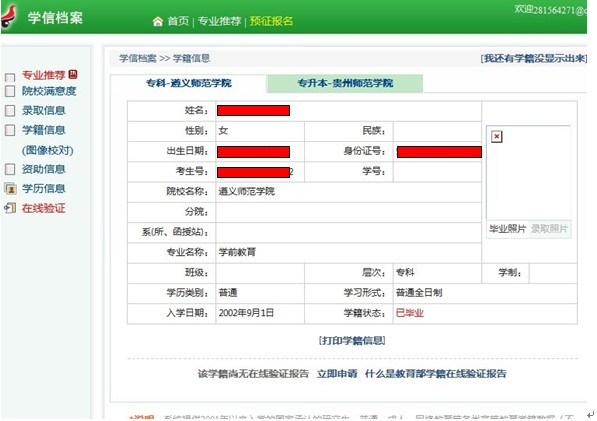 学信档案
首页 | 专业推荐 | 预征报名
欢迎281564271@
学信档案 >> 学籍信息
[我还有学籍没显示出来]
专业推荐
院校满意度
录取信息
学籍信息
(图像校对)
资助信息
学历信息
在线验证
专科-遵义师范学院
专升本-贵州师范学院
姓名：
性别： 女 民族：
出生日期： 身份证号：
考生号： 2 学号：
院校名称： 遵义师范学院
分院：
系(所、函授站)：
专业名称： 学前教育
毕业照片 录取照片
班级： 层次： 专科 学制：
学历类别： 普通 学习形式： 普通全日制
入学日期： 2002年9月1日 学籍状态： 已毕业
[打印学籍信息]
该学籍尚无在线验证报告 立即申请 什么是教育部学籍在线验证报告